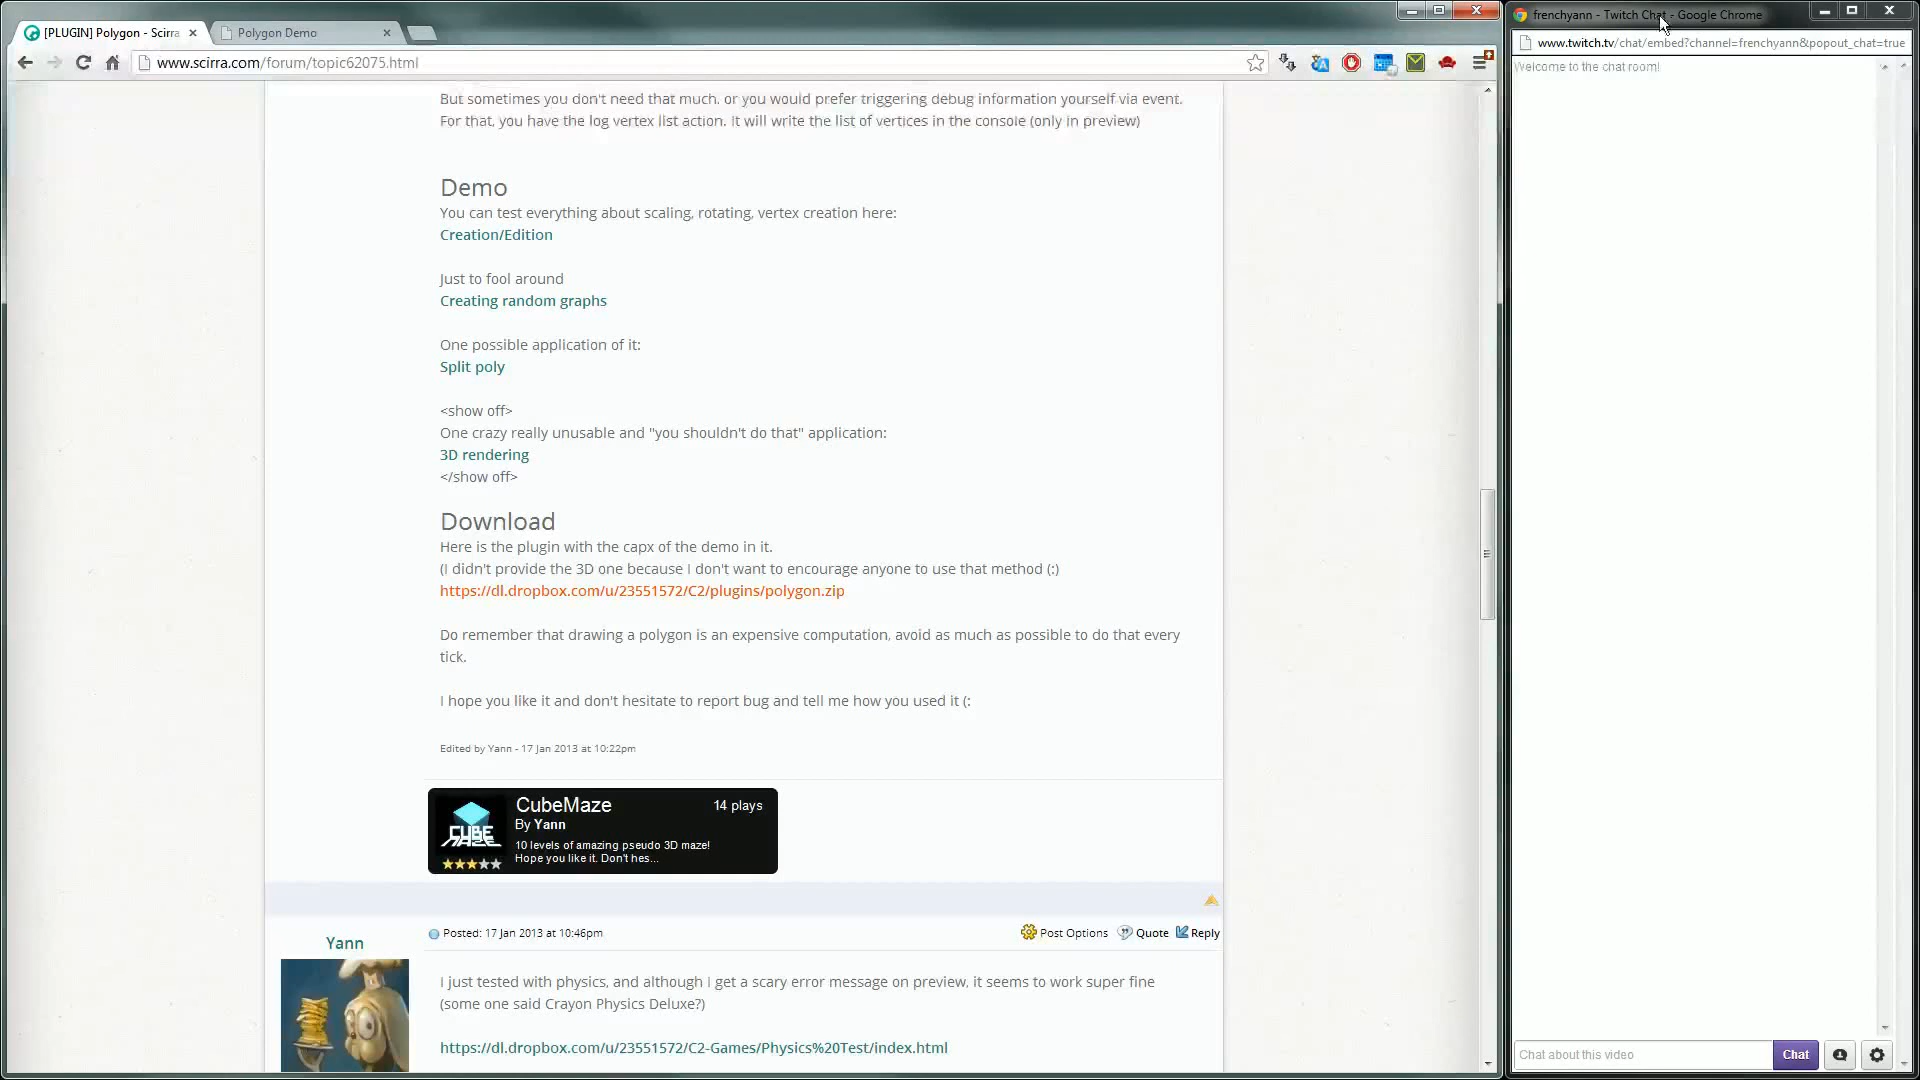 [PLUGIN] Polygon - Scirra
Polygon Demo
www.scirra.com/forum/topic62075.html
But sometimes you don't need that much. or you would prefer triggering debug information yourself via event.
For that, you have the log vertex list action. It will write the list of vertices in the console (only in preview)
Demo
You can test everything about scaling, rotating, vertex creation here:
Creation/Edition
Just to fool around
Creating random graphs
One possible application of it:
Split poly
<show off>
One crazy really unusable and "you shouldn't do that" application:
3D rendering
</show off>
Download
Here is the plugin with the capx of the demo in it.
(I didn't provide the 3D one because I don't want to encourage anyone to use that method (:)
https://dl.dropbox.com/u/23551572/C2/plugins/polygon.zip
Do remember that drawing a polygon is an expensive computation, avoid as much as possible to do that every
tick.
I hope you like it and don't hesitate to report bug and tell me how you used it (:
Edited by Yann - 17 Jan 2013 at 10:22pm
CUBE MAZE
CubeMaze
14 plays
By Yann
10 levels of amazing pseudo 3D maze!
Hope you like it. Don't hes...
Yann
Posted: 17 Jan 2013 at 10:46pm
Post Options
Quote
Reply
I just tested with physics, and although I get a scary error message on preview, it seems to work super fine
(some one said Crayon Physics Deluxe?)
https://dl.dropbox.com/u/23551572/C2-Games/Physics%20Test/index.html
frenchyann - Twitch Chat - Google Chrome
www.twitch.tv/chat/embed?channel=frenchyann&popout_chat=true
Welcome to the chat room!
Chat about this video
Chat